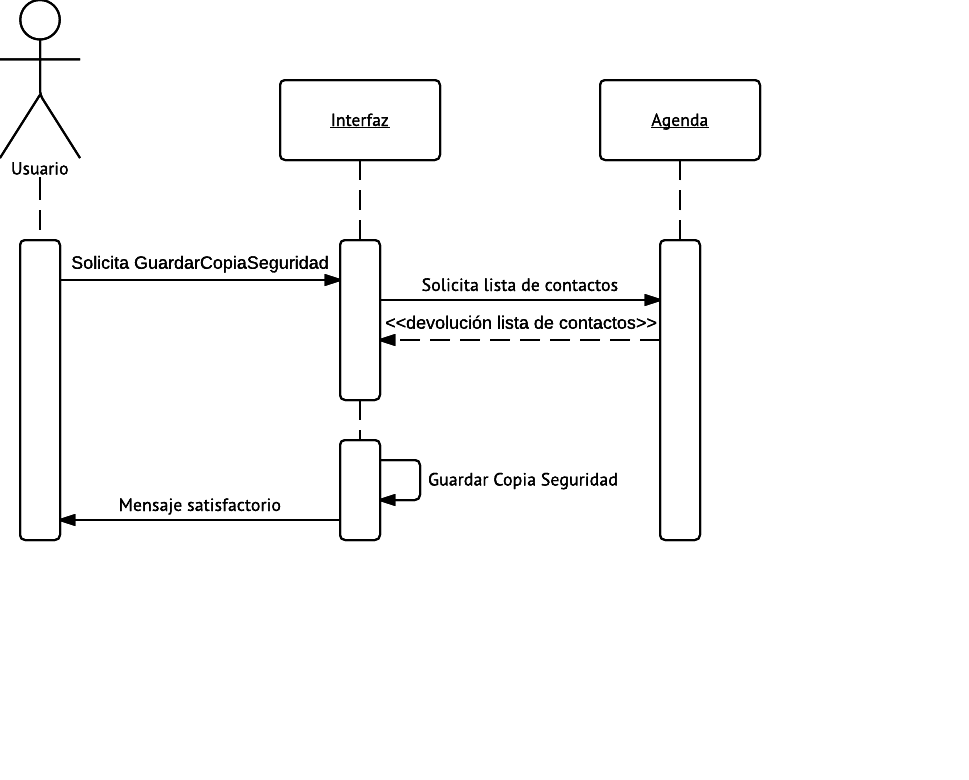 Usuario
Interfaz
Agenda
Solicita GuardarCopiaSeguridad
Solicita lista de contactos
<<devolución lista de contactos>>
Guardar Copia Seguridad
Mensaje satisfactorio